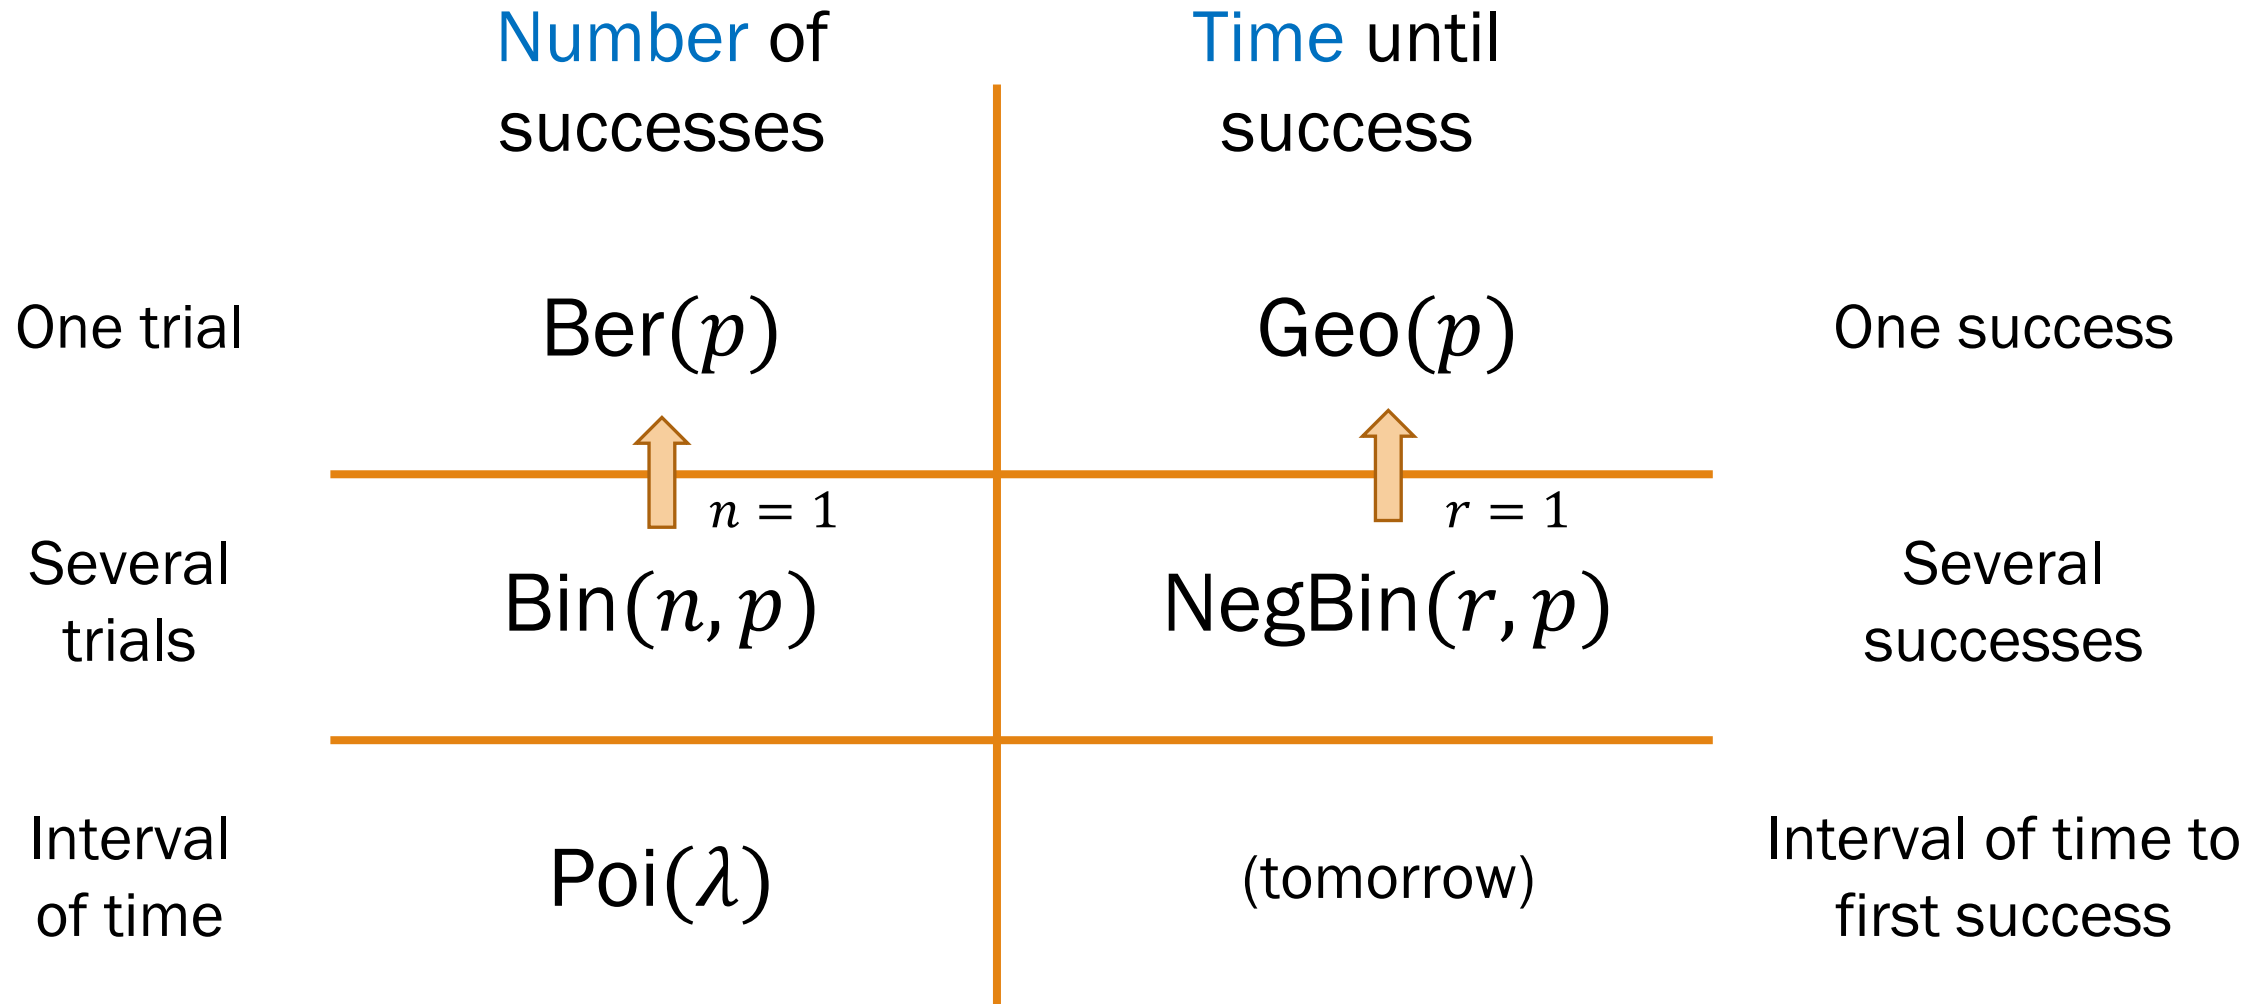 Number of
successes
Time until
success
One trial
Ber(p)
Geo(p)
One success
n = 1
r = 1
Several
trials
Bin(n, p)
NegBin(r, p)
Several
successes
Interval
of time
Poi(λ)
(tomorrow)
Interval of time to
first success